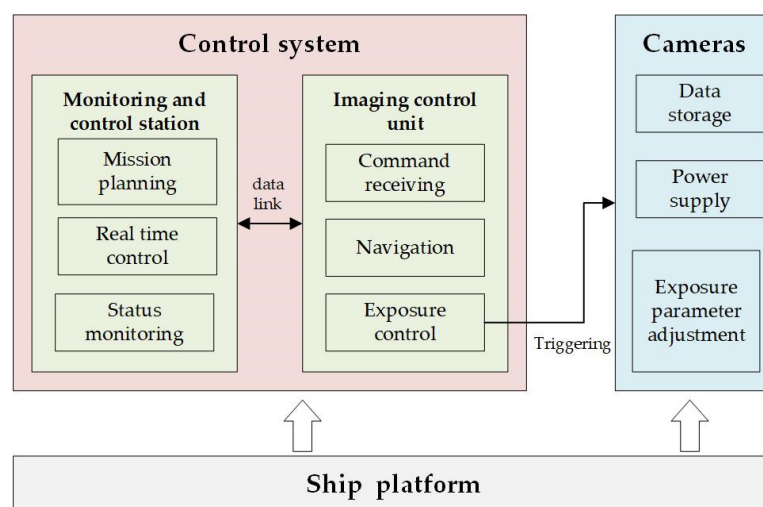 Control system
Monitoring and
control station
Mission
planning
Real time
control
Status
monitoring
data
link
Imaging control
unit
Command
receiving
Navigation
Exposure
control
Triggering
Cameras
Data
storage
Power
supply
Exposure
parameter
adjustment
Ship platform